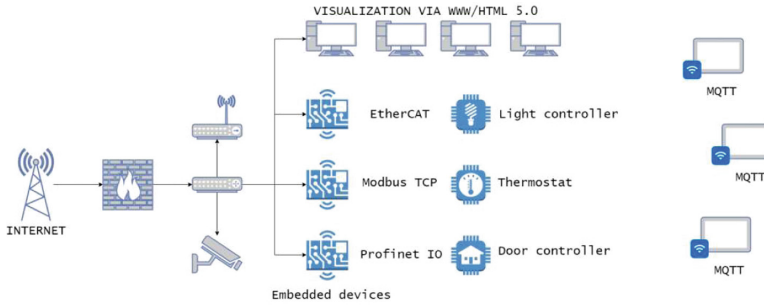 VISUALIZATION VIA WWW/HTML 5.0
MQTT
EtherCAT
Light controller
Modbus TCP
Thermostat
MQTT
INTERNET
Profinet IO
Door controller
MQTT
Embedded devices